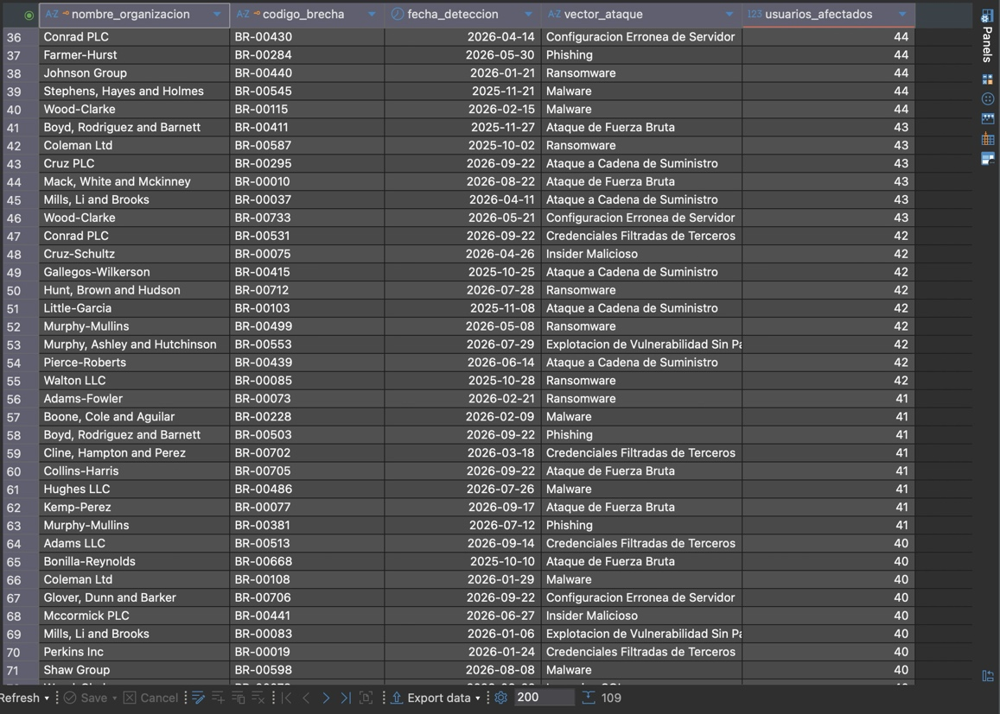 A-Z nombre_organizacion A-Z codigo_brecha fecha_deteccion A-Z vector_ataque 123 usuarios_afectados
36 Conrad PLC BR-00430 2026-04-14 Configuracion Erronea de Servidor 44
37 Farmer-Hurst BR-00284 2026-05-30 Phishing 44
38 Johnson Group BR-00440 2026-01-21 Ransomware 44
39 Stephens, Hayes and Holmes BR-00545 2025-11-21 Malware 44
40 Wood-Clarke BR-00115 2026-02-15 Malware 44
41 Boyd, Rodriguez and Barnett BR-00411 2025-11-27 Ataque de Fuerza Bruta 43
42 Coleman Ltd BR-00587 2025-10-02 Ransomware 43
43 Cruz PLC BR-00295 2026-09-22 Ataque a Cadena de Suministro 43
44 Mack, White and Mckinney BR-00010 2026-08-22 Ataque de Fuerza Bruta 43
45 Mills, Li and Brooks BR-00037 2026-04-11 Ataque a Cadena de Suministro 43
46 Wood-Clarke BR-00733 2026-05-21 Configuracion Erronea de Servidor 43
47 Conrad PLC BR-00531 2026-09-22 Credenciales Filtradas de Terceros 42
48 Cruz-Schultz BR-00075 2026-04-26 Insider Malicioso 42
49 Gallegos-Wilkerson BR-00415 2025-10-25 Ataque a Cadena de Suministro 42
50 Hunt, Brown and Hudson BR-00712 2026-07-28 Ransomware 42
51 Little-Garcia BR-00103 2025-11-08 Ataque a Cadena de Suministro 42
52 Murphy-Mullins BR-00499 2026-05-08 Ransomware 42
53 Murphy, Ashley and Hutchinson BR-00553 2026-07-29 Explotacion de Vulnerabilidad Sin Pa 42
54 Pierce-Roberts BR-00439 2026-06-14 Ataque a Cadena de Suministro 42
55 Walton LLC BR-00085 2025-10-28 Ransomware 42
56 Adams-Fowler BR-00073 2026-02-21 Ransomware 41
57 Boone, Cole and Aguilar BR-00228 2026-02-09 Malware 41
58 Boyd, Rodriguez and Barnett BR-00503 2026-09-22 Phishing 41
59 Cline, Hampton and Perez BR-00702 2026-03-18 Credenciales Filtradas de Terceros 41
60 Collins-Harris BR-00705 2026-09-22 Ataque de Fuerza Bruta 41
61 Hughes LLC BR-00486 2026-07-26 Malware 41
62 Kemp-Perez BR-00077 2026-09-17 Ataque de Fuerza Bruta 41
63 Murphy-Mullins BR-00381 2026-07-12 Phishing 41
64 Adams LLC BR-00513 2026-09-14 Credenciales Filtradas de Terceros 40
65 Bonilla-Reynolds BR-00668 2025-10-10 Ataque de Fuerza Bruta 40
66 Coleman Ltd BR-00108 2026-01-29 Malware 40
67 Glover, Dunn and Barker BR-00706 2026-09-22 Configuracion Erronea de Servidor 40
68 Mccormick PLC BR-00441 2026-06-27 Insider Malicioso 40
69 Mills, Li and Brooks BR-00083 2026-01-06 Explotacion de Vulnerabilidad Sin Pa 40
70 Perkins Inc BR-00019 2026-01-24 Credenciales Filtradas de Terceros 40
71 Shaw Group BR-00598 2026-08-08 Malware 40
Panels
Refresh Save Cancel Export data 200 109